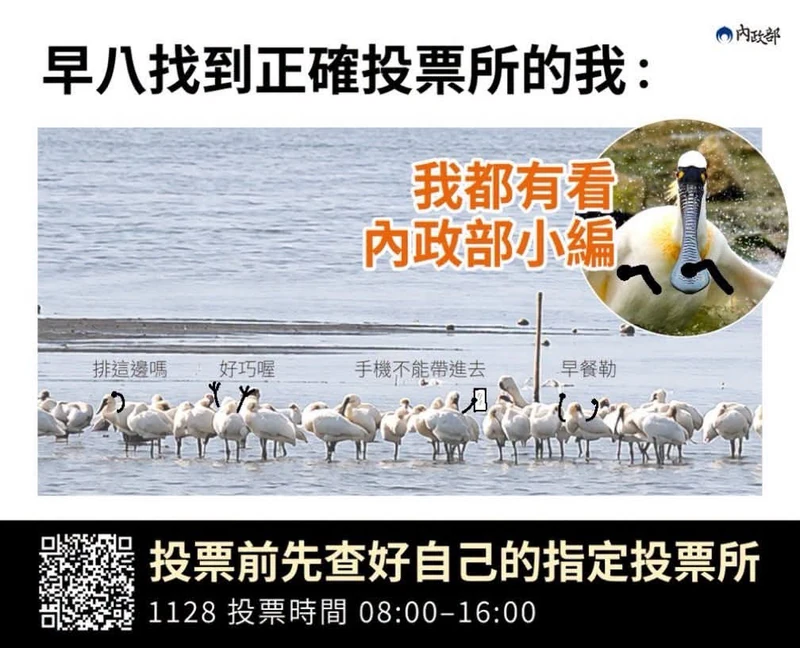 內政部
早八找到正確投票所的我：
我都有看
內政部小編
排這邊嗎
好巧喔
手機不能帶進去
早餐勒
投票前先查好自己的指定投票所
1128 投票時間 08:00–16:00